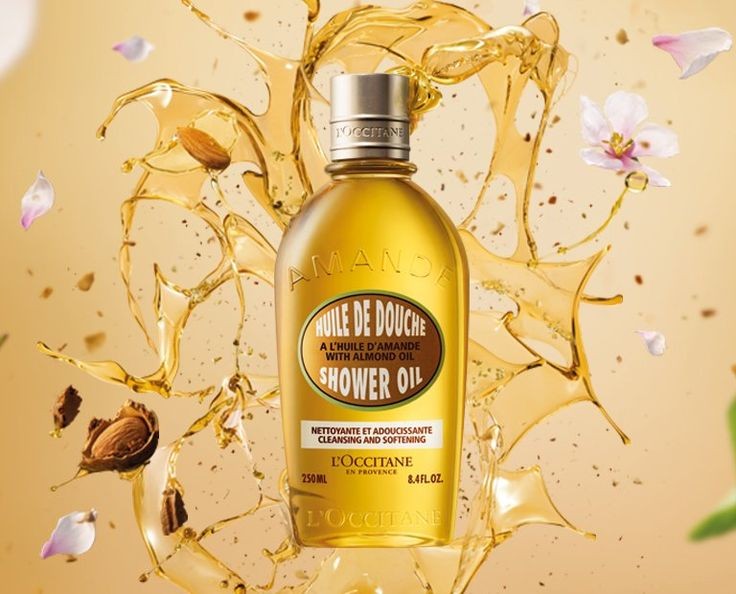 L'OCCITANE
AMANDE
HUILE DE DOUCHE
A L'HUILE D'AMANDE
WITH ALMOND OIL
SHOWER OIL
NETTOYANTE ET ADOUCISSANTE
CLEANSING AND SOFTENING
L'OCCITANE
EN PROVENCE
250 ML 8.4 FL.OZ.
L'OCCITANE